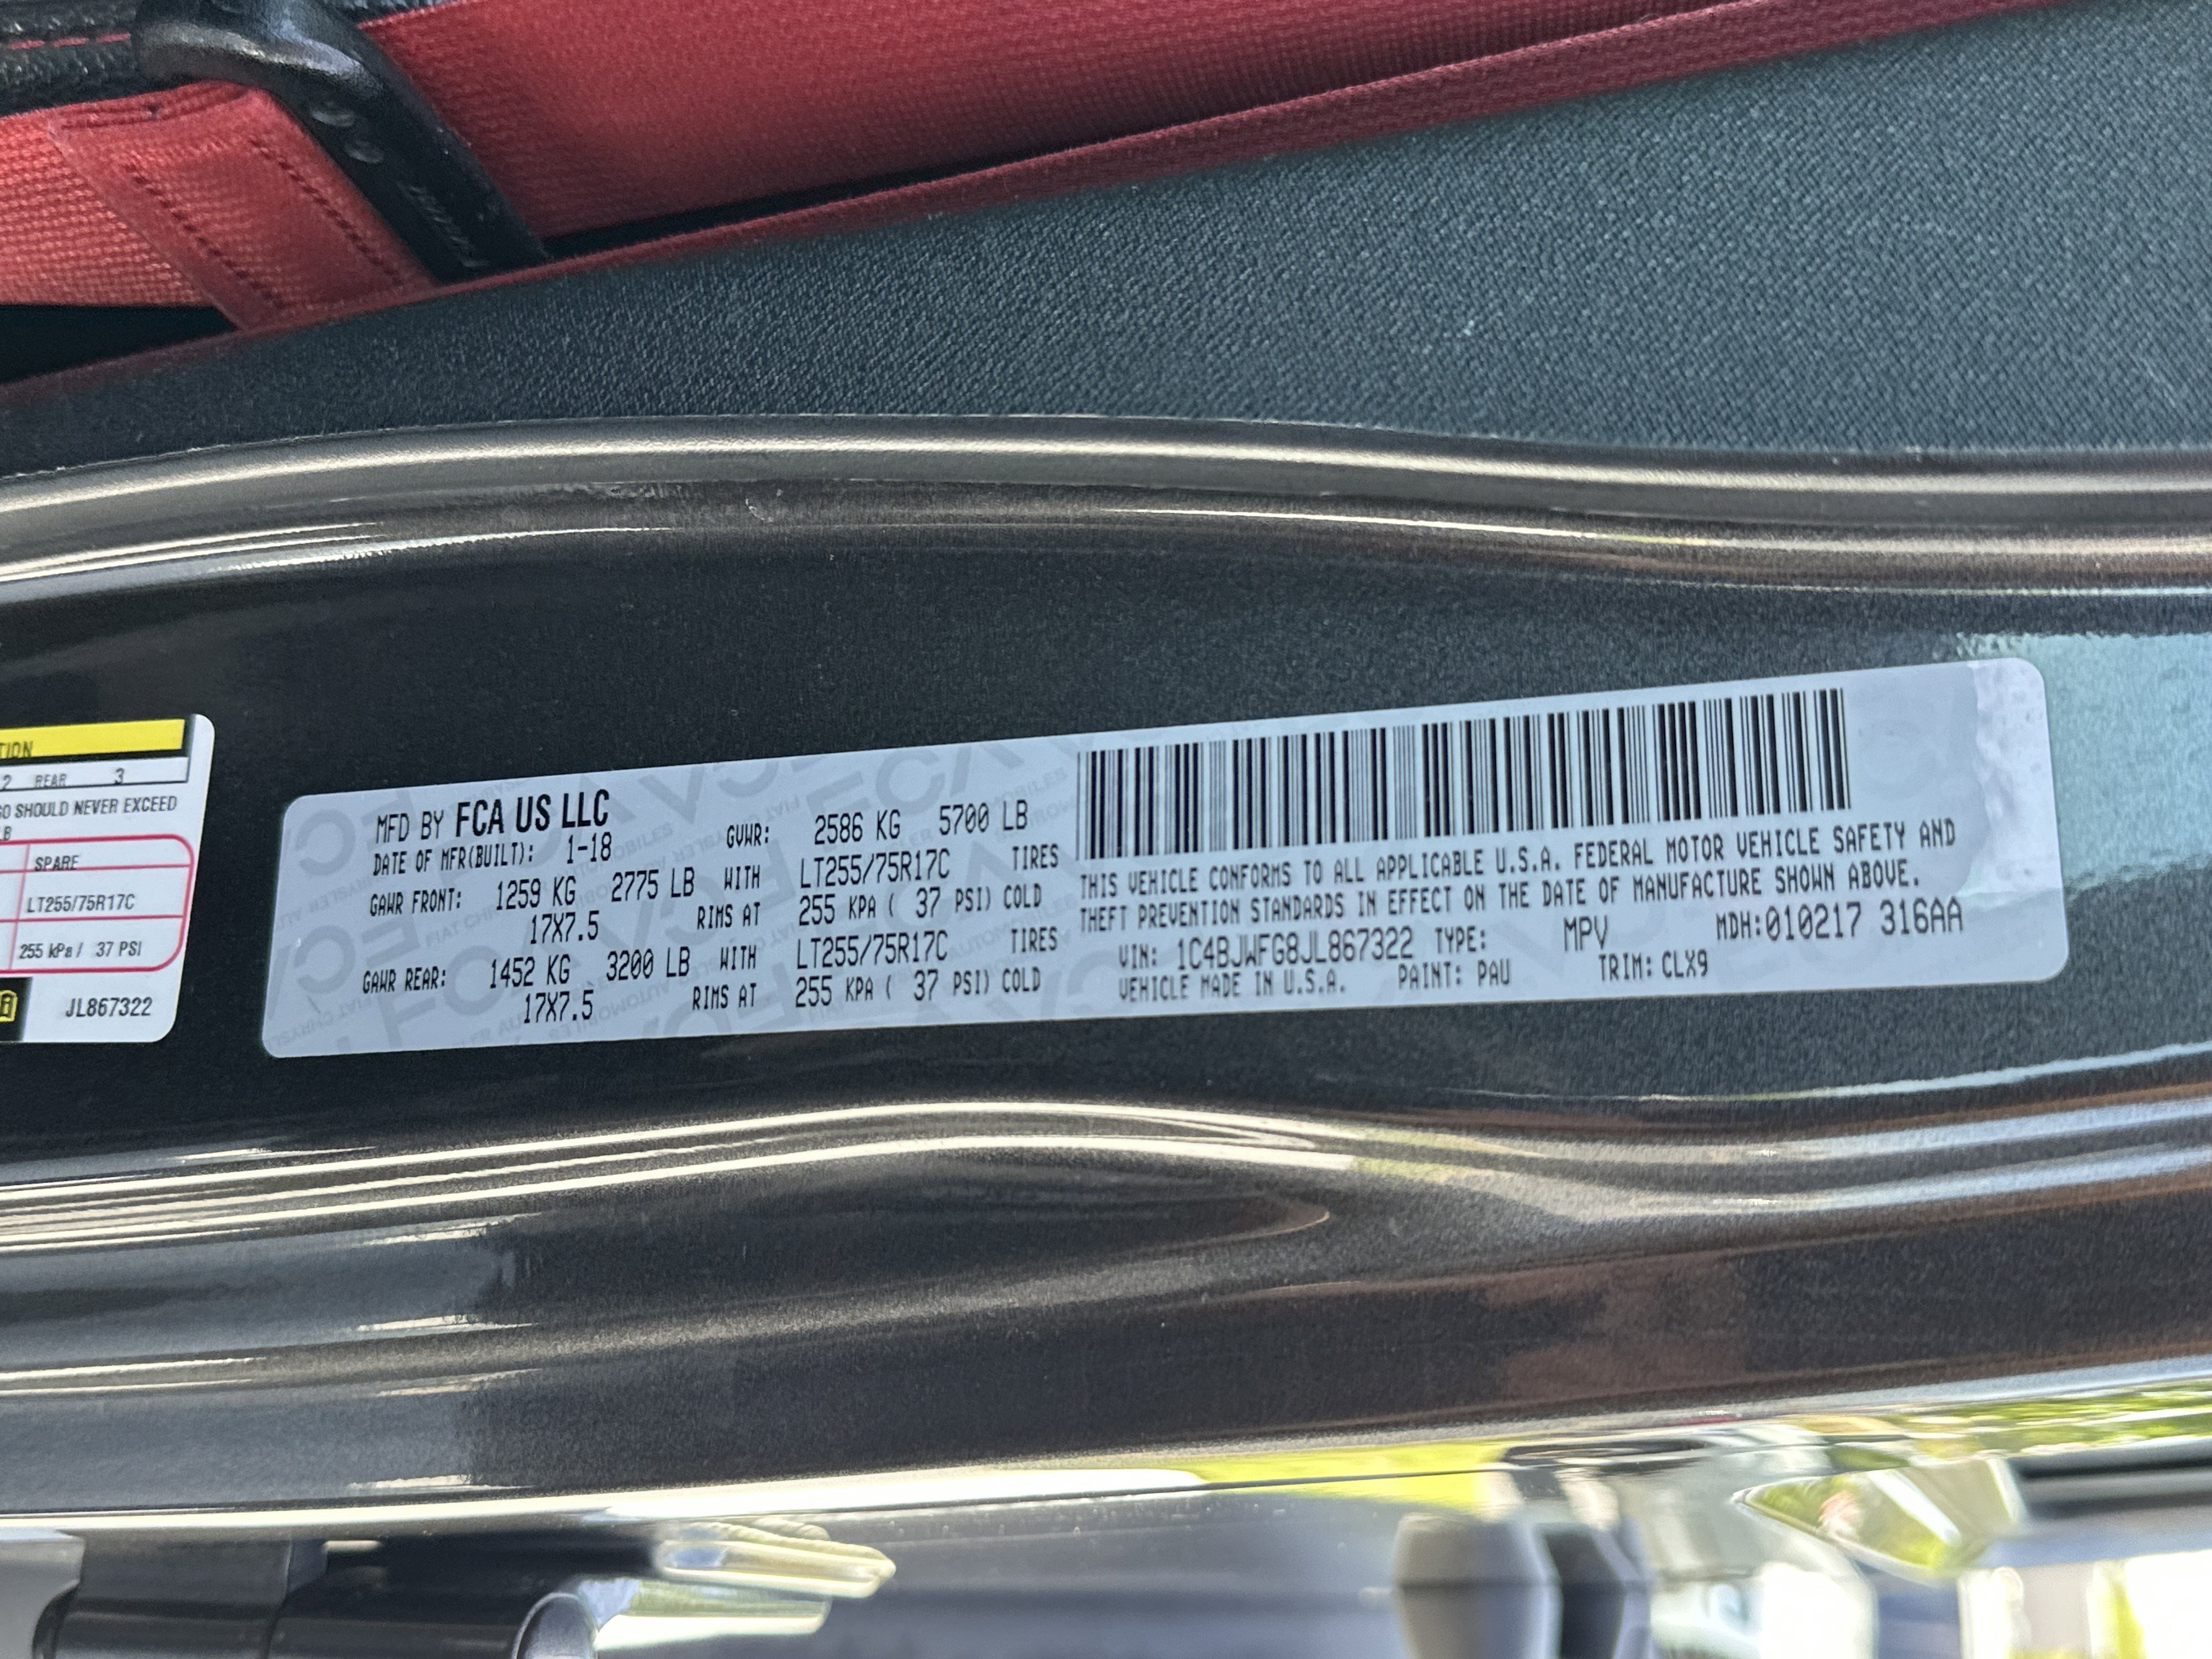 TION
2 REAR 3
GO SHOULD NEVER EXCEED
LB
SPARE
LT255/75R17C
255 kPa / 37 PSI
JL867322
MFD BY FCA US LLC
DATE OF MFR(BUILT): 1-18 GVWR: 2586 KG 5700 LB
GAWR FRONT: 1259 KG 2775 LB WITH LT255/75R17C TIRES
17X7.5 RIMS AT 255 KPA ( 37 PSI) COLD
GAWR REAR: 1452 KG 3200 LB WITH LT255/75R17C TIRES
17X7.5 RIMS AT 255 KPA ( 37 PSI) COLD
THIS VEHICLE CONFORMS TO ALL APPLICABLE U.S.A. FEDERAL MOTOR VEHICLE SAFETY AND
THEFT PREVENTION STANDARDS IN EFFECT ON THE DATE OF MANUFACTURE SHOWN ABOVE.
VIN: 1C4BJWFG8JL867322 TYPE: MPV MDH:010217 316AA
VEHICLE MADE IN U.S.A. PAINT: PAU TRIM: CLX9